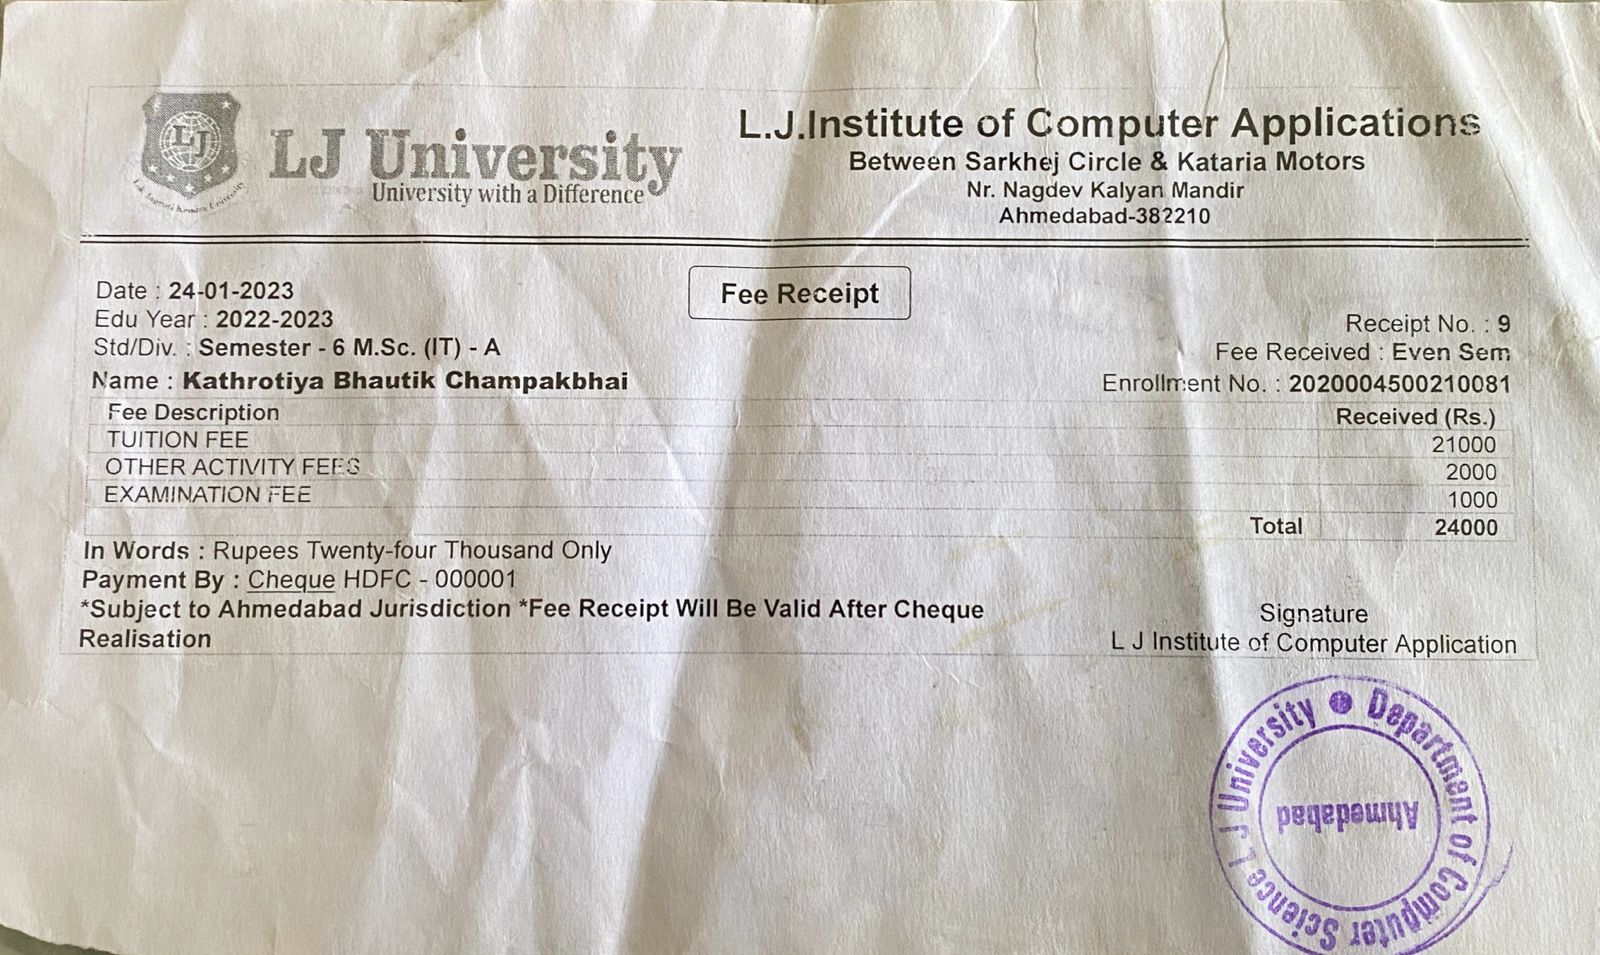 LJ
Lok Jagruti Kendra University
LJ University
University with a Difference
L.J.Institute of Computer Applications
Between Sarkhej Circle & Kataria Motors
Nr. Nagdev Kalyan Mandir
Ahmedabad-382210
Fee Receipt
Date : 24-01-2023
Edu Year : 2022-2023
Std/Div. : Semester - 6 M.Sc. (IT) - A
Name : Kathrotiya Bhautik Champakbhai
Receipt No. : 9
Fee Received : Even Sem
Enrollment No. : 2020004500210081
Fee Description Received (Rs.)
TUITION FEE 21000
OTHER ACTIVITY FEES 2000
EXAMINATION FEE 1000
Total 24000
In Words : Rupees Twenty-four Thousand Only
Payment By : Cheque HDFC - 000001
*Subject to Ahmedabad Jurisdiction *Fee Receipt Will Be Valid After Cheque
Realisation
Signature
L J Institute of Computer Application
Department of Computer Science L J University
Ahmedabad